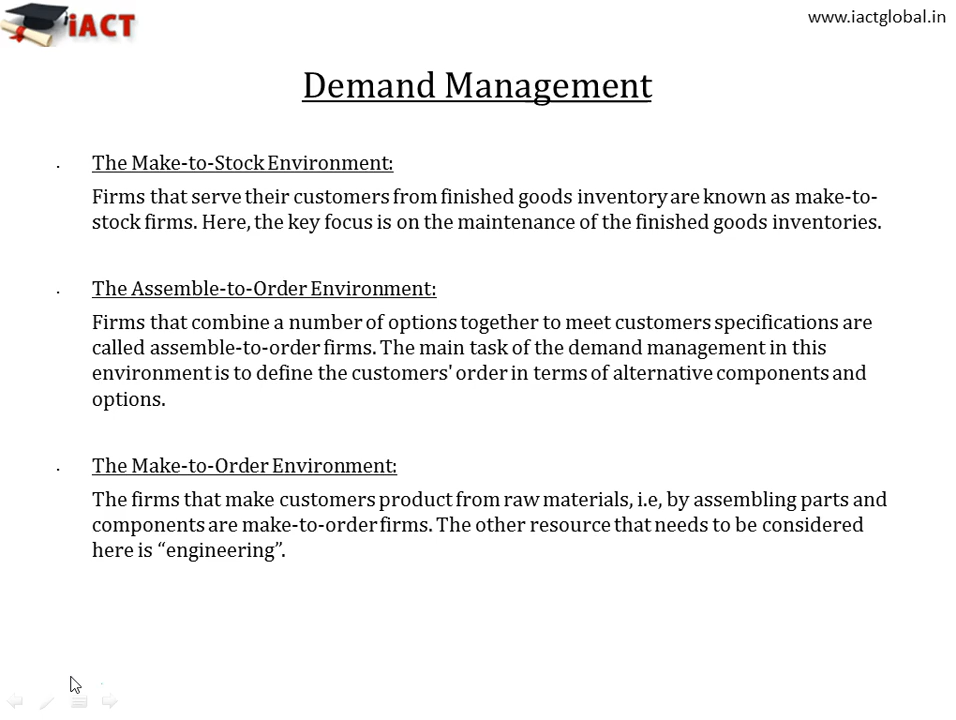 iACT
www.iactglobal.in
Demand Management
· The Make-to-Stock Environment:
Firms that serve their customers from finished goods inventory are known as make-to-
stock firms. Here, the key focus is on the maintenance of the finished goods inventories.
· The Assemble-to-Order Environment:
Firms that combine a number of options together to meet customers specifications are
called assemble-to-order firms. The main task of the demand management in this
environment is to define the customers' order in terms of alternative components and
options.
· The Make-to-Order Environment:
The firms that make customers product from raw materials, i.e, by assembling parts and
components are make-to-order firms. The other resource that needs to be considered
here is “engineering”.